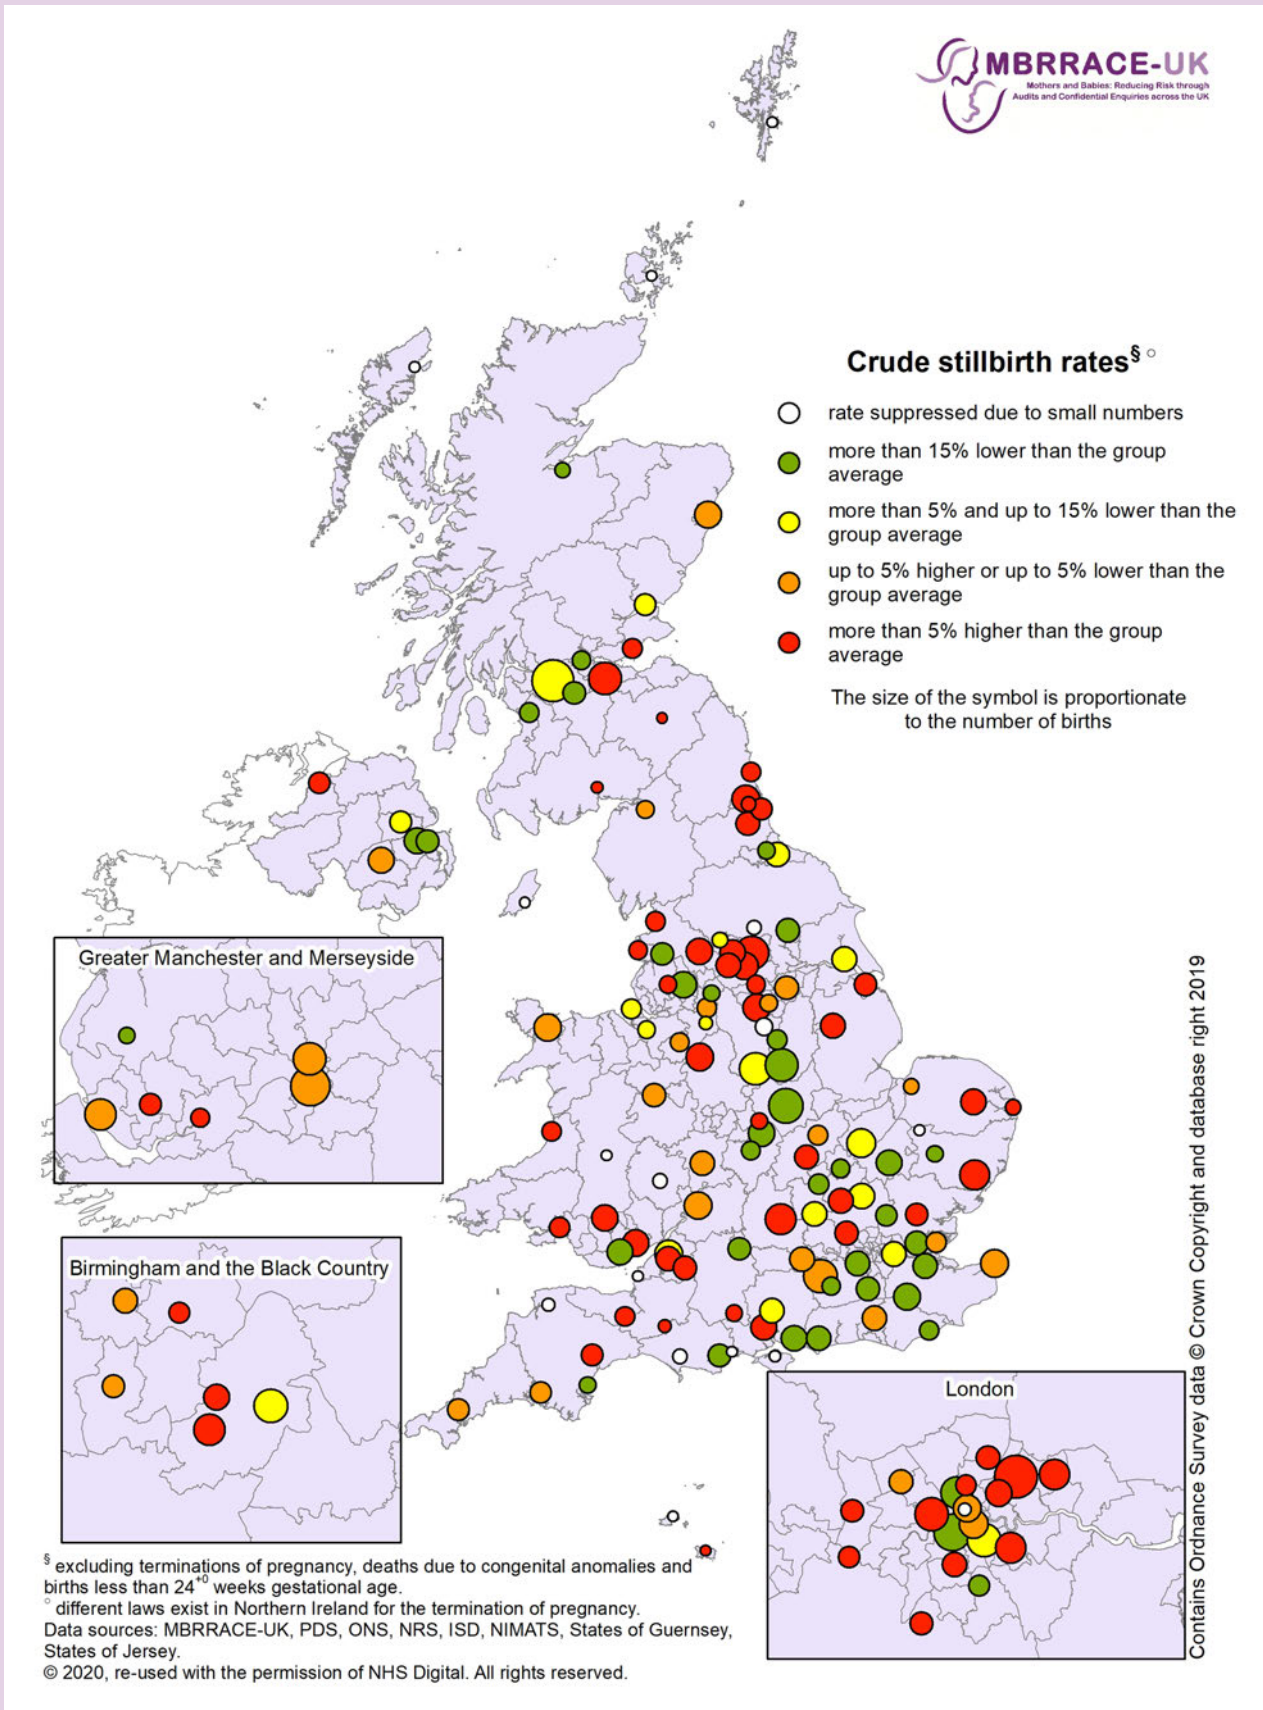 MBRRACE-UK
Mothers and Babies: Reducing Risk through
Audits and Confidential Enquiries across the UK
Crude stillbirth rates§ °
rate suppressed due to small numbers
more than 15% lower than the group
average
more than 5% and up to 15% lower than the
group average
up to 5% higher or up to 5% lower than the
group average
more than 5% higher than the group
average
The size of the symbol is proportionate
to the number of births
Greater Manchester and Merseyside
Birmingham and the Black Country
London
Contains Ordnance Survey data © Crown Copyright and database right 2019
§ excluding terminations of pregnancy, deaths due to congenital anomalies and
births less than 24+0 weeks gestational age.
° different laws exist in Northern Ireland for the termination of pregnancy.
Data sources: MBRRACE-UK, PDS, ONS, NRS, ISD, NIMATS, States of Guernsey,
States of Jersey.
© 2020, re-used with the permission of NHS Digital. All rights reserved.